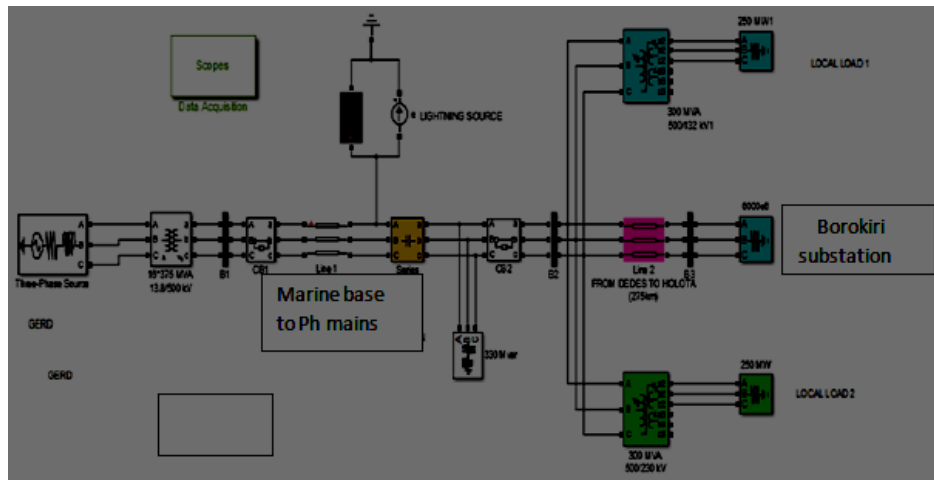 250 MW1
A
B
C
LOCAL LOAD 1
Scopes
Data Acquisition
300 MVA
500/132 kV1
LIGHTNING SOURCE
A
B
C
Three-Phase Source
13.8/500 kV
B1
CB1
Line 1
Series
CB2
B2
Line 2
(275km)
B3
6000e6
Borokiri
substation
Marine base
to Ph mains
330 Mvar
GERD
GERD
250 MW
LOCAL LOAD 2
A
B
C
300 MVA
500/230 kV